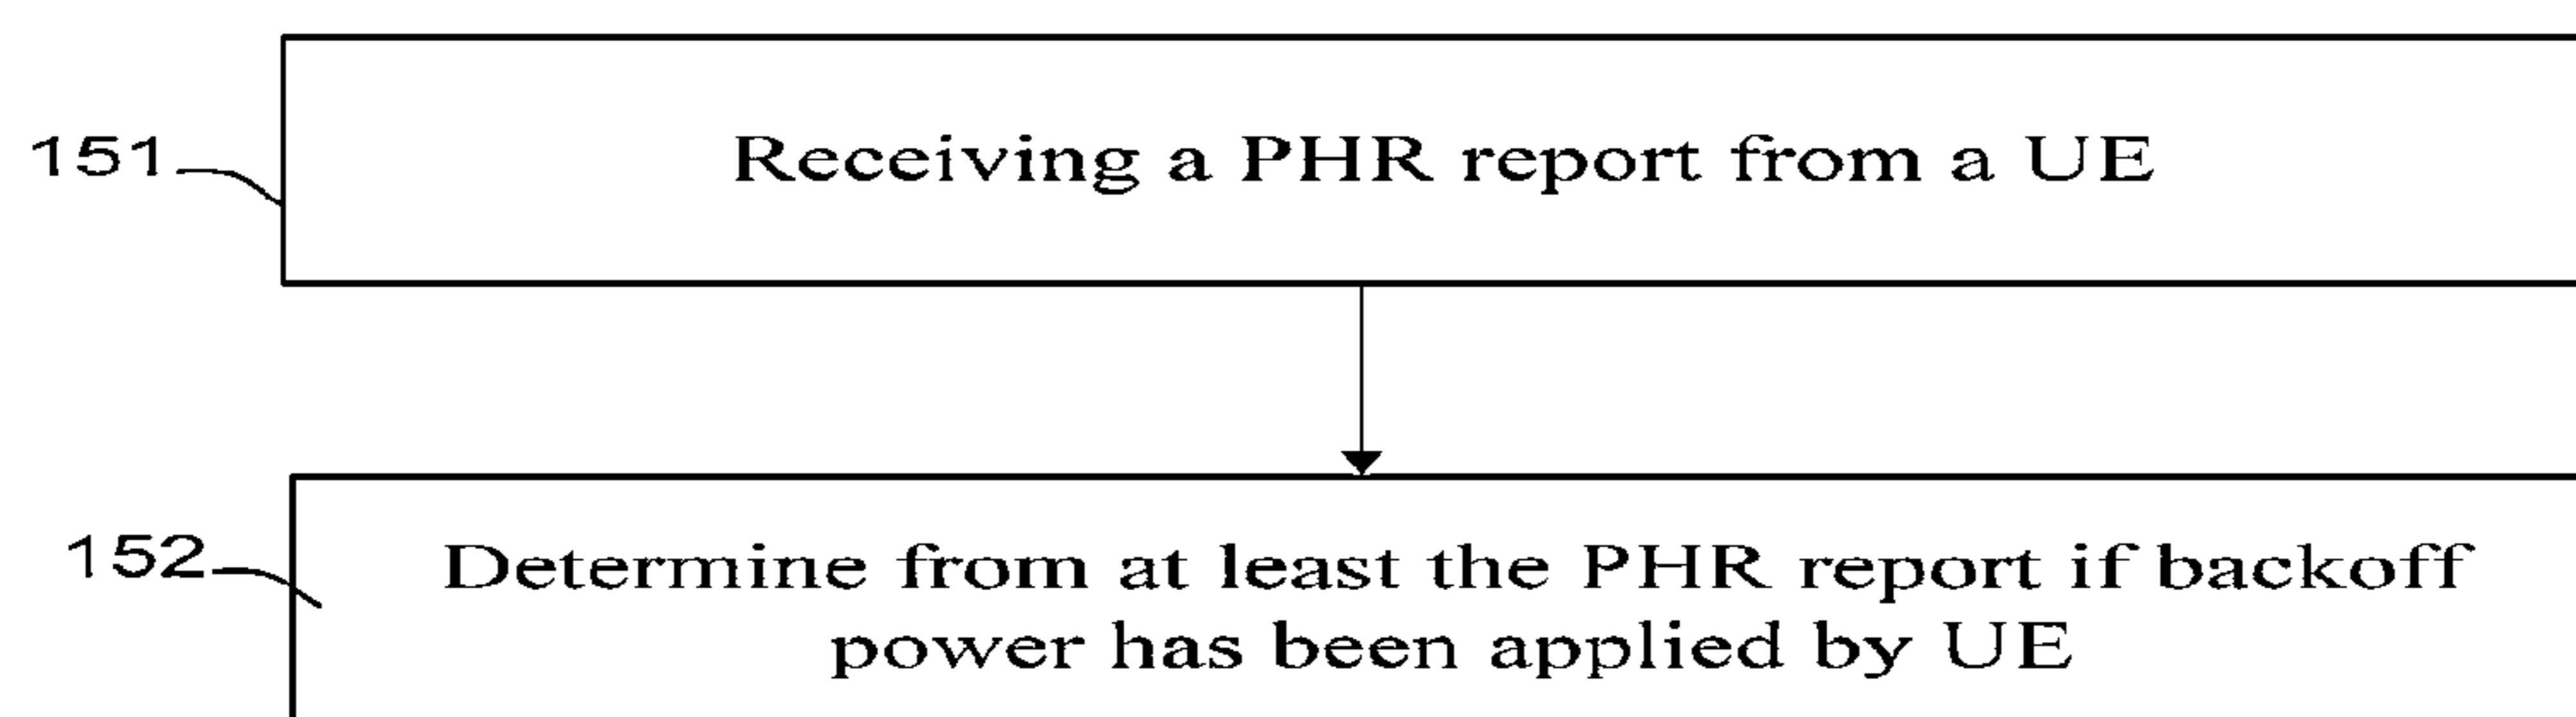 151
Receiving a PHR report from a UE
152
Determine from at least the PHR report if backoff
power has been applied by UE